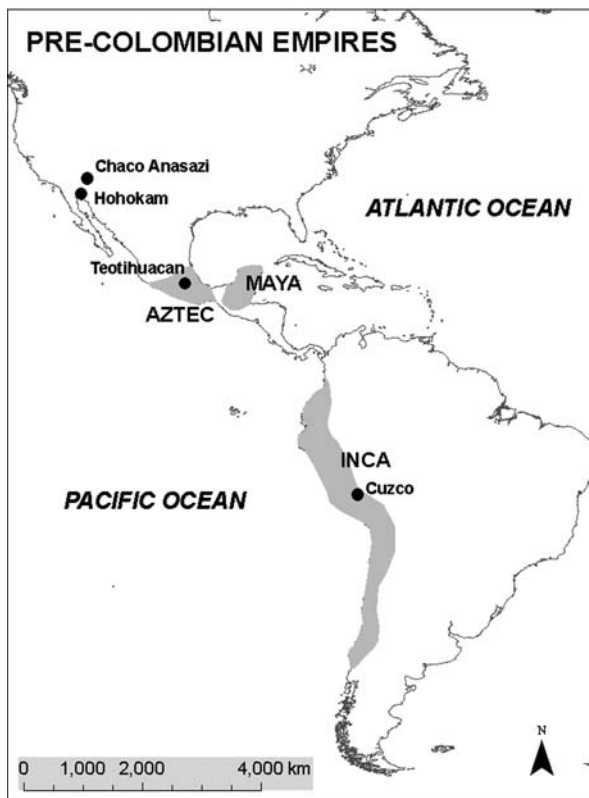 PRE-COLOMBIAN EMPIRES
Chaco Anasazi
Hohokam
ATLANTIC OCEAN
Teotihuacan
MAYA
AZTEC
INCA
Cuzco
PACIFIC OCEAN
N
0 1,000 2,000 4,000 km